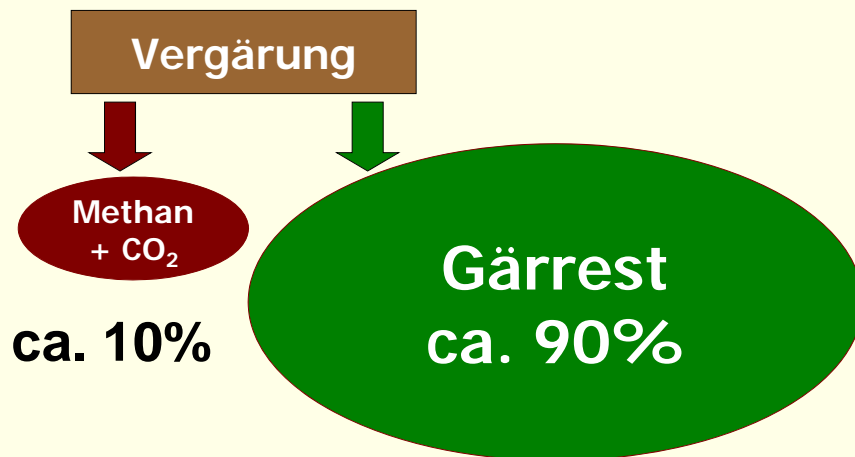 Vergärung
Methan
+ CO₂
ca. 10%
Gärrest
ca. 90%